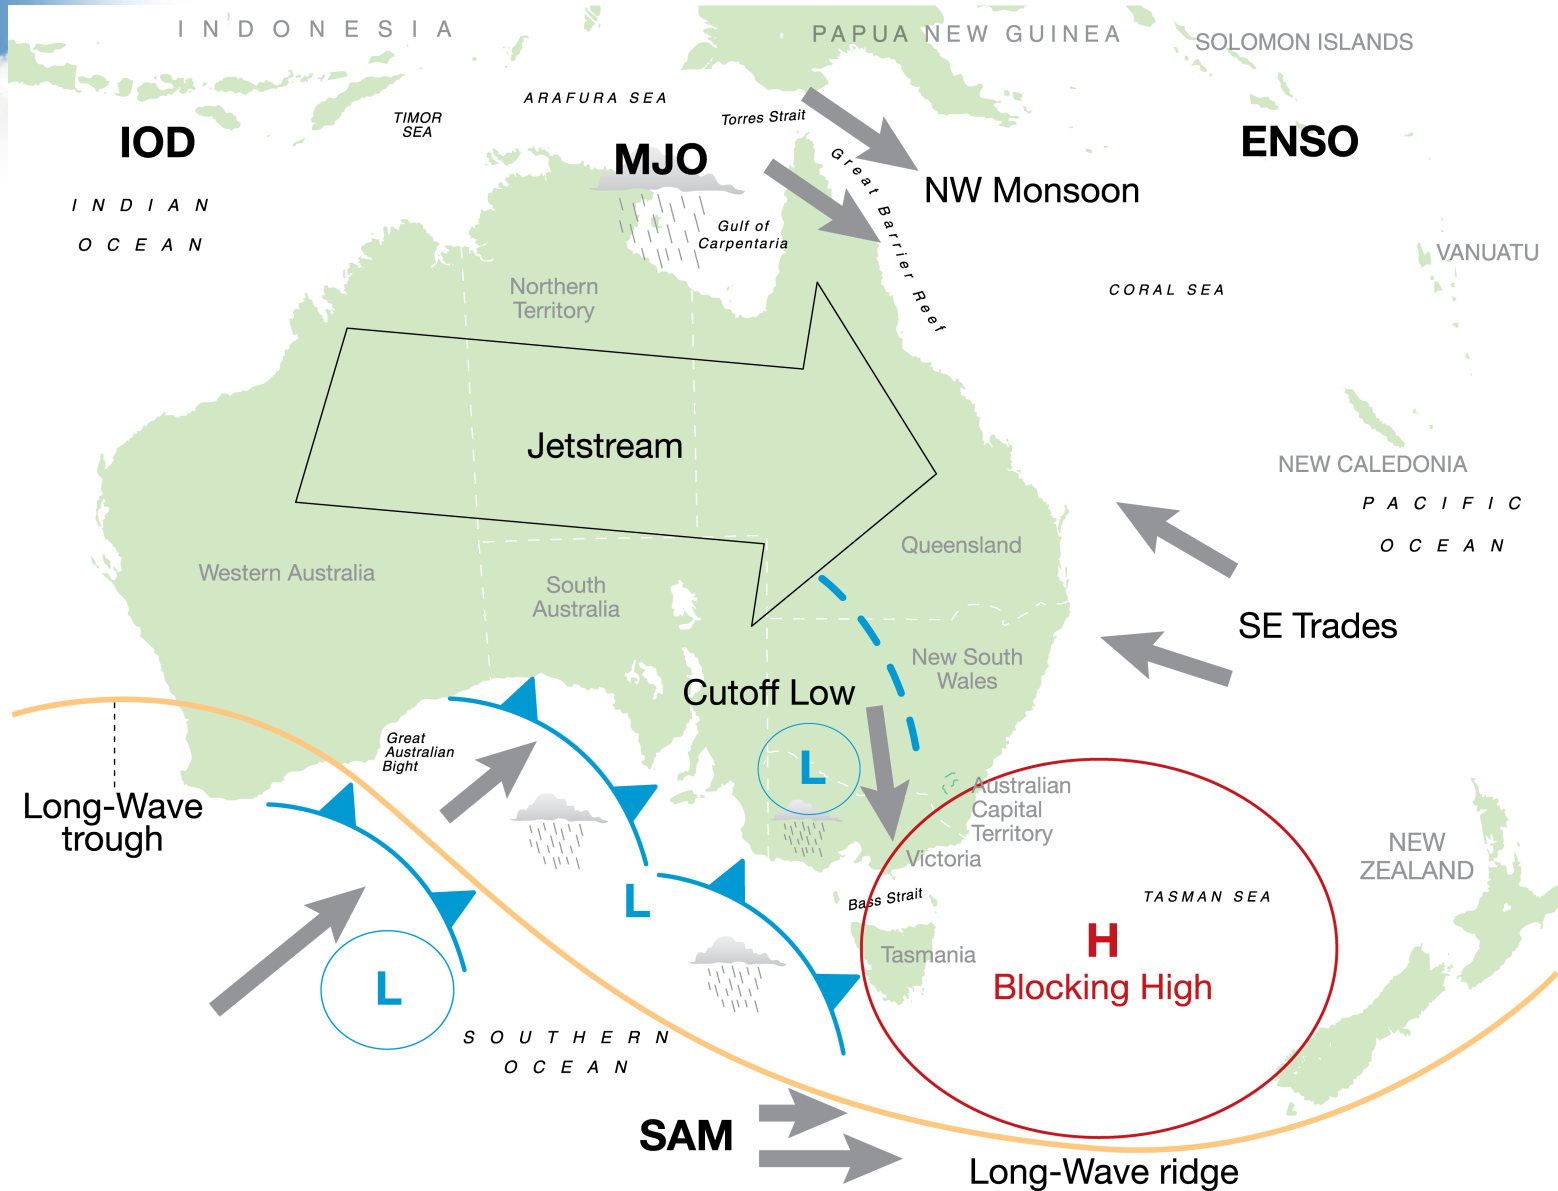 INDONESIA
PAPUA NEW GUINEA
SOLOMON ISLANDS
ARAFURA SEA
TIMOR
SEA
Torres Strait
IOD
MJO
ENSO
NW Monsoon
INDIAN
OCEAN
Great Barrier Reef
Gulf of
Carpentaria
VANUATU
CORAL SEA
Northern
Territory
Jetstream
NEW CALEDONIA
PACIFIC
OCEAN
Queensland
Western Australia
South
Australia
SE Trades
New South
Wales
Cutoff Low
L
Great
Australian
Bight
Australian
Capital
Territory
Long-Wave
trough
Victoria
NEW
ZEALAND
L
Bass Strait
TASMAN SEA
H
Tasmania
Blocking High
L
SOUTHERN
OCEAN
SAM
Long-Wave ridge